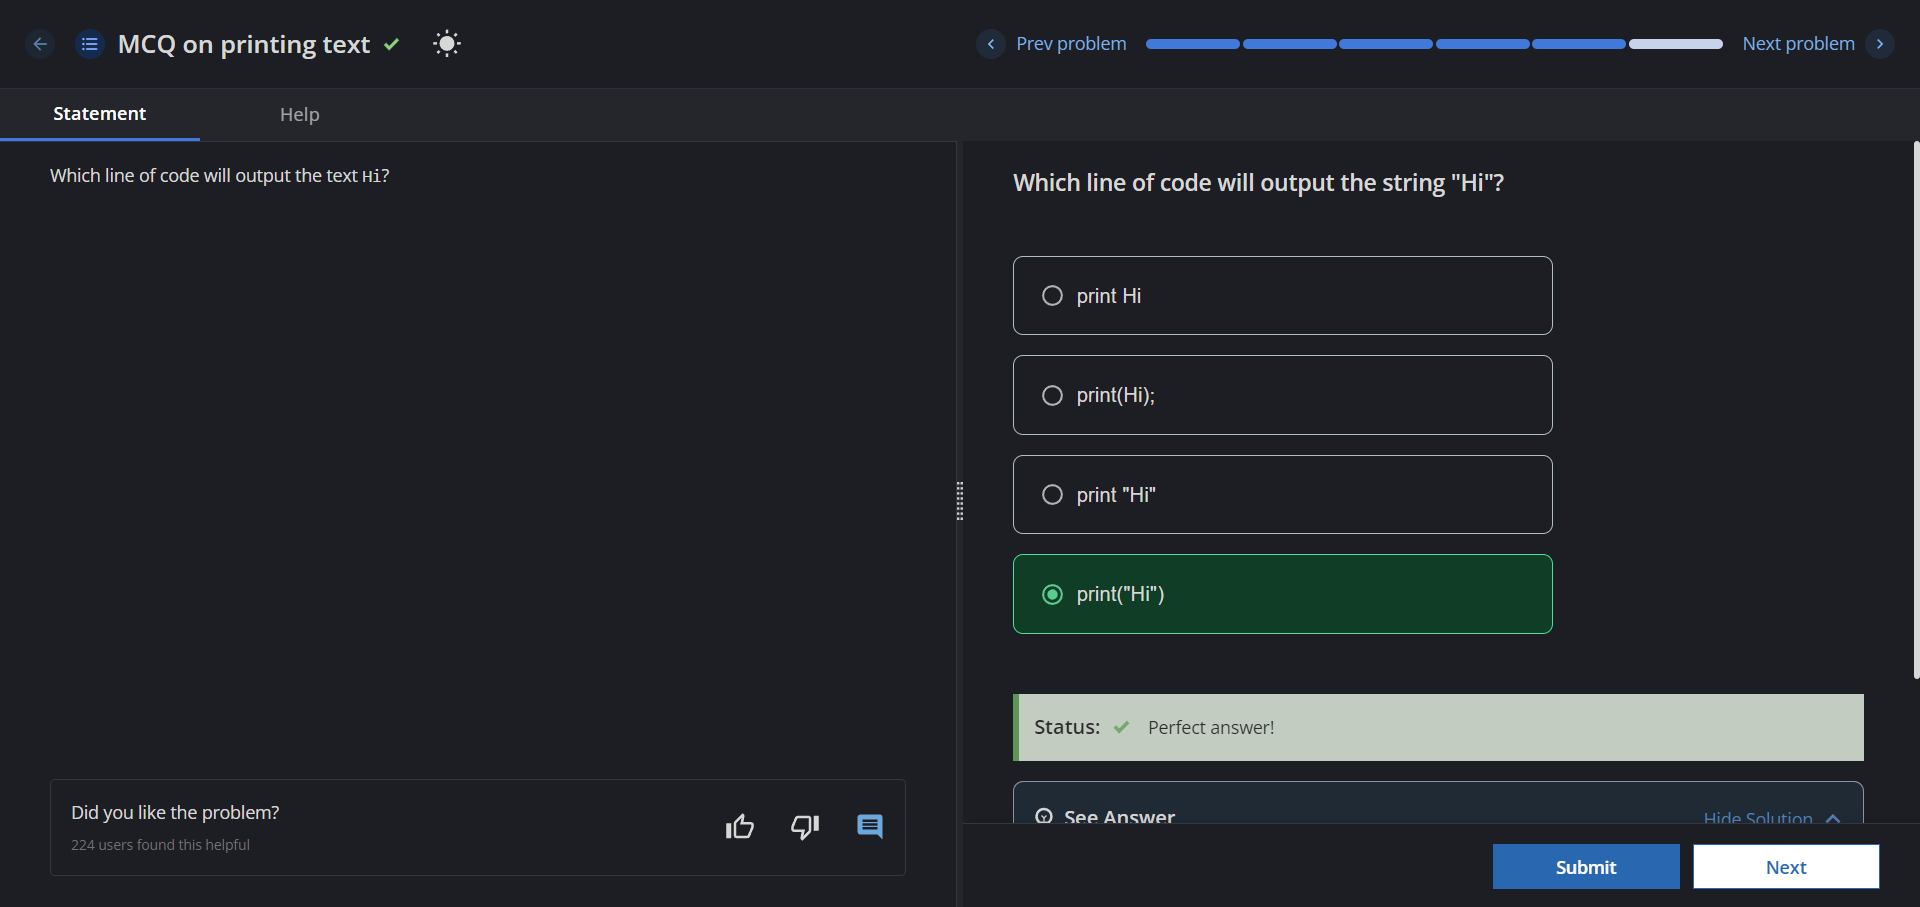 MCQ on printing text
Prev problem
Next problem
Statement
Help
Which line of code will output the text Hi?
Which line of code will output the string "Hi"?
print Hi
print(Hi);
print "Hi"
print("Hi")
Status: Perfect answer!
See Answer
Hide Solution
Did you like the problem?
224 users found this helpful
Submit
Next